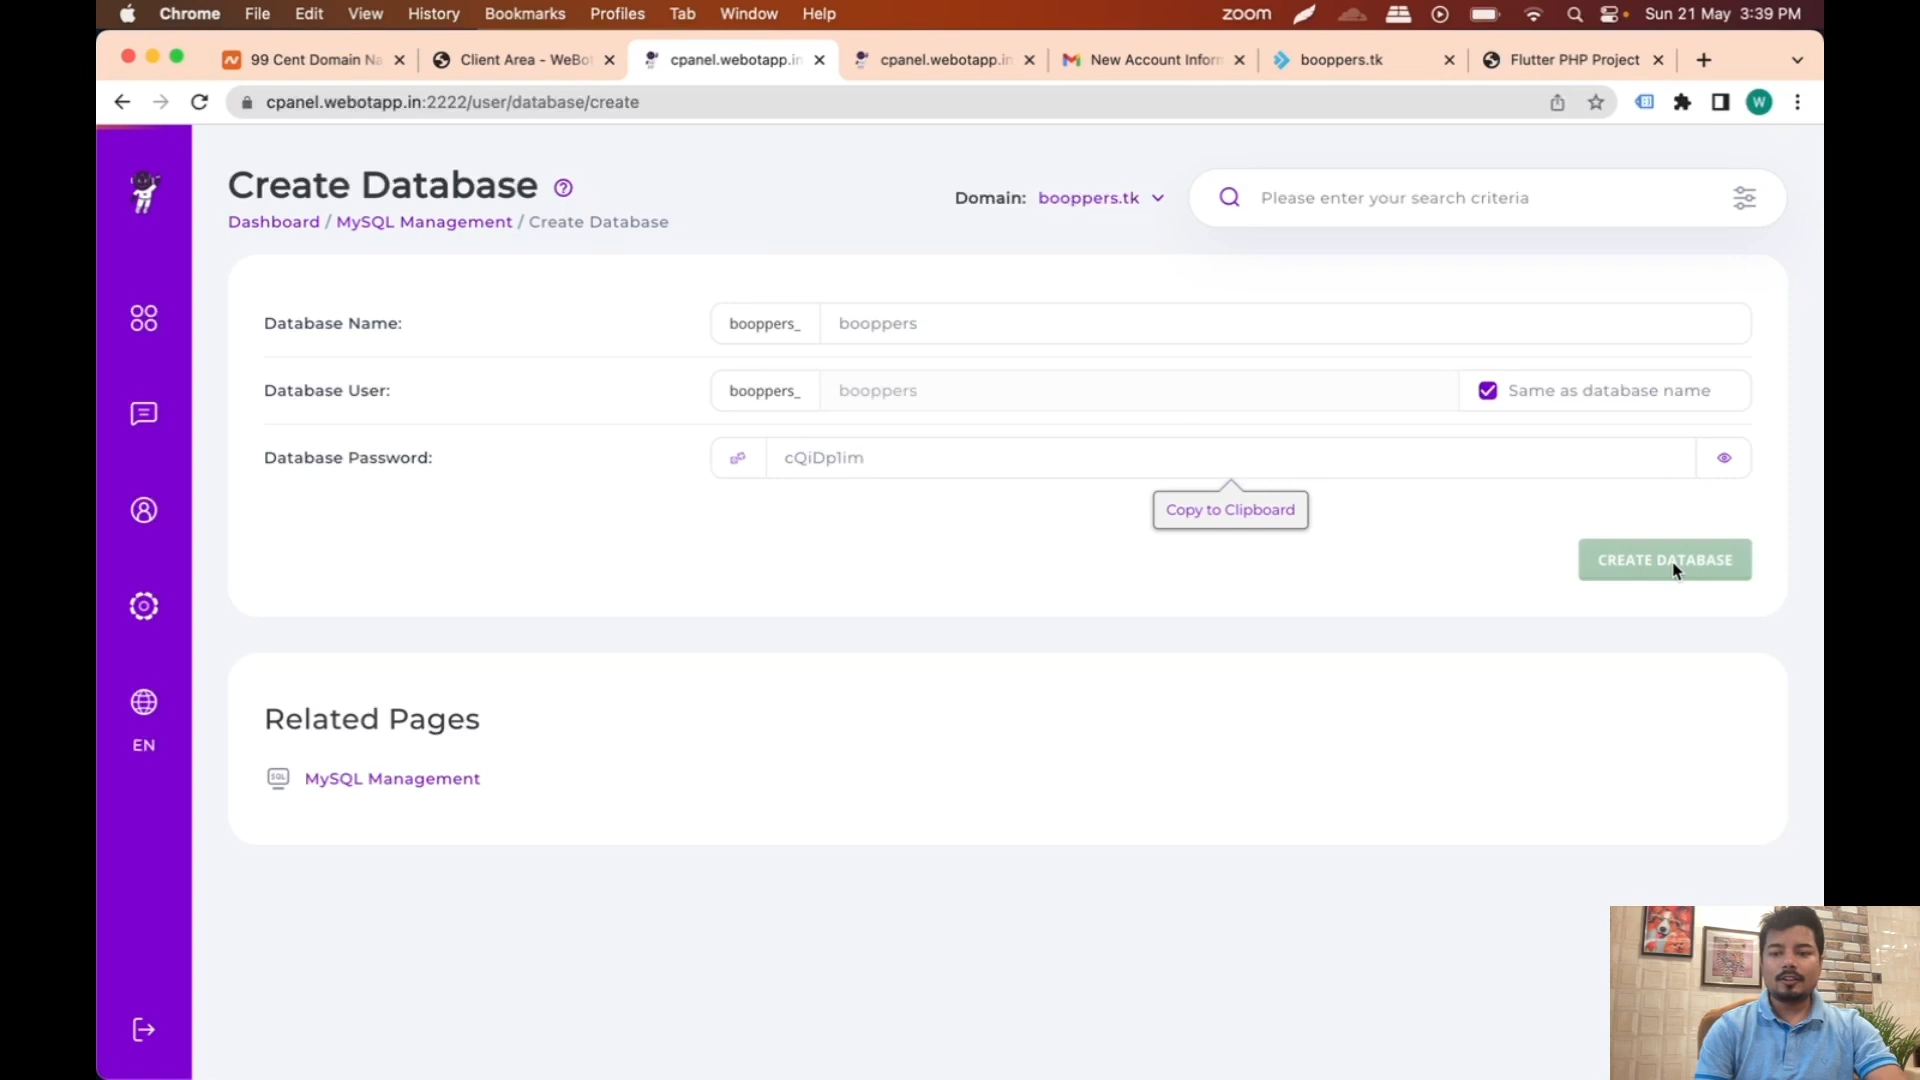 Chrome File Edit View History Bookmarks Profiles Tab Window Help zoom Sun 21 May 3:39 PM
99 Cent Domain Na Client Area - WeBot cpanel.webotapp.in cpanel.webotapp.in New Account Inform booppers.tk Flutter PHP Project
cpanel.webotapp.in:2222/user/database/create W
Create Database ?
Domain: booppers.tk Please enter your search criteria
Dashboard / MySQL Management / Create Database
Database Name: booppers_ booppers
Database User: booppers_ booppers Same as database name
Database Password: cQiDp1im
Copy to Clipboard
CREATE DATABASE
Related Pages
SQL MySQL Management
EN